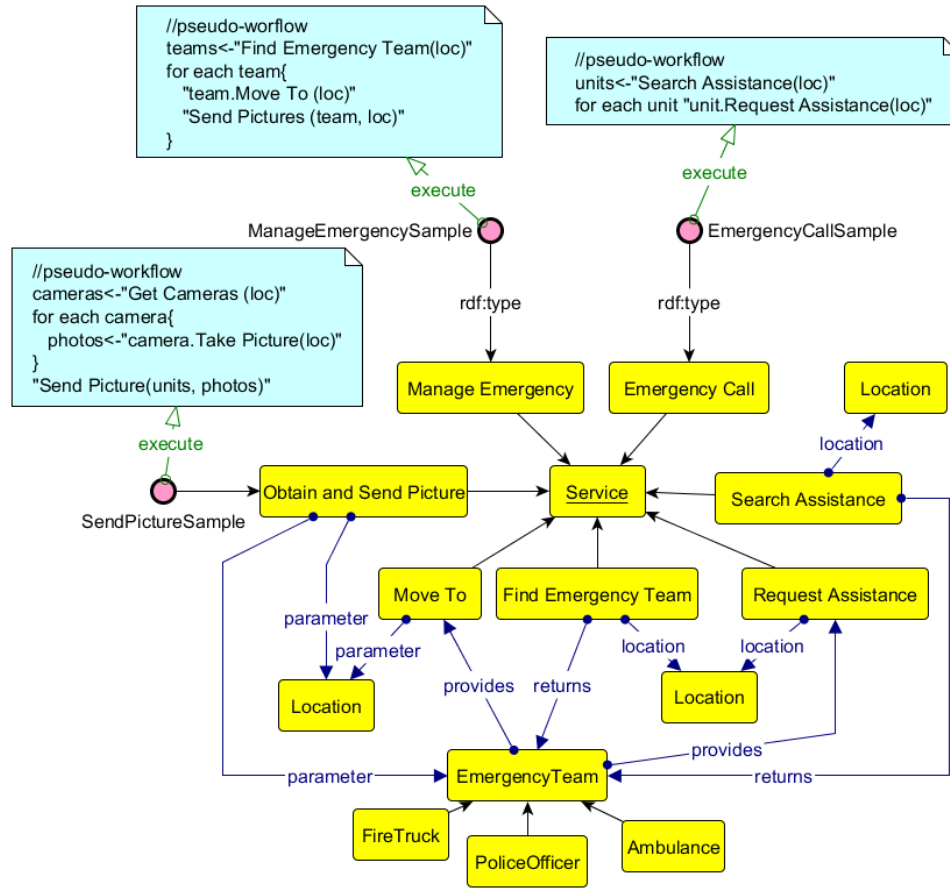 //pseudo-workflow
teams<-"Find Emergency Team(loc)"
for each team{
"team.Move To (loc)"
"Send Pictures (team, loc)"
}
//pseudo-workflow
units<-"Search Assistance(loc)"
for each unit "unit.Request Assistance(loc)"
execute
execute
ManageEmergencySample
EmergencyCallSample
//pseudo-workflow
cameras<-"Get Cameras (loc)"
for each camera{
photos<-"camera.Take Picture(loc)"
}
"Send Picture(units, photos)"
rdf:type
rdf:type
Manage Emergency
Emergency Call
Location
execute
location
Obtain and Send Picture
Service
Search Assistance
SendPictureSample
Move To
Find Emergency Team
Request Assistance
parameter
parameter
location
location
provides
returns
Location
Location
provides
parameter
EmergencyTeam
returns
FireTruck
PoliceOfficer
Ambulance